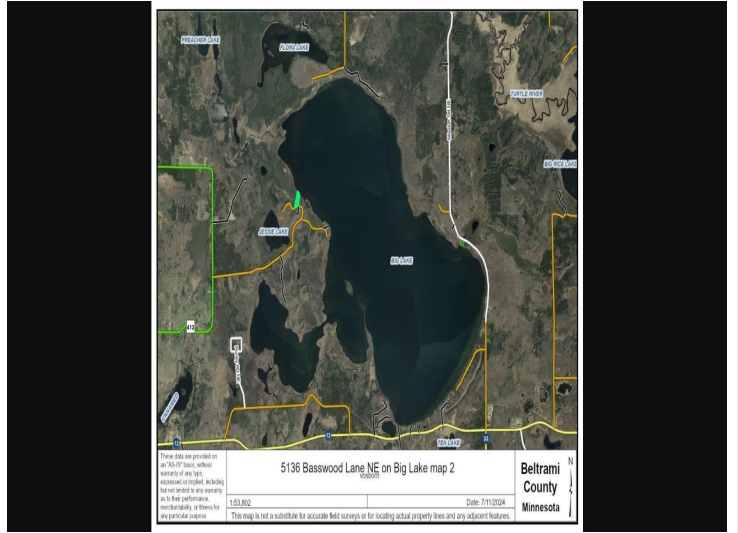 PREACHER LAKE
FLORA LAKE
TURTLE RIVER
BIG RICE LAKE
JESSIE LAKE
BIG LAKE
413
TEN LAKE
12
12
33
These data are provided on
an "AS-IS" basis, without
warranty of any type,
expressed or implied, including
but not limited to any warranty
as to their performance,
merchantability, or fitness for
any particular purpose.
5136 Basswood Lane NE on Big Lake map 2
vosburn
1:53,802
Date: 7/11/2024
This map is not a substitute for accurate field surveys or for locating actual property lines and any adjacent features.
Beltrami
County
Minnesota
N